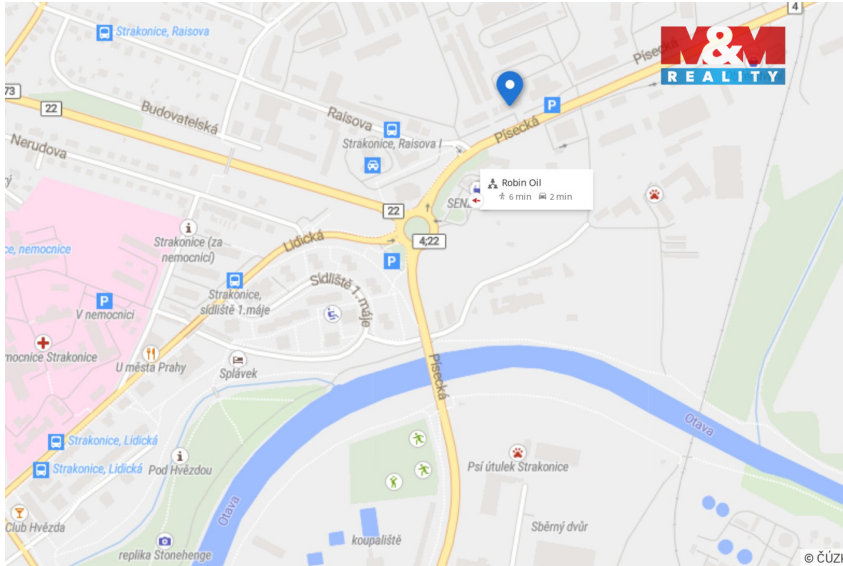 4
Strakonice, Raisova
Písecká
M&M
REALITY
73
22
Budovatelská
Raisova
P
Písecká
Nerudova
Strakonice, Raisova I
Robin Oil
6 min 2 min
22
4;22
Lidická
Strakonice (za
nemocnicí)
ce, nemocnice
P
Strakonice,
sídliště 1.máje
Sídliště 1.máje
P
V nemocnici
mocnice Strakonice
U města Prahy
Splávek
Písecká
Otava
Strakonice, Lidická
Strakonice, Lidická
Pod Hvězdou
Psí útulek Strakonice
Otava
Club Hvězda
replika Stonehenge
koupaliště
Sběrný dvůr